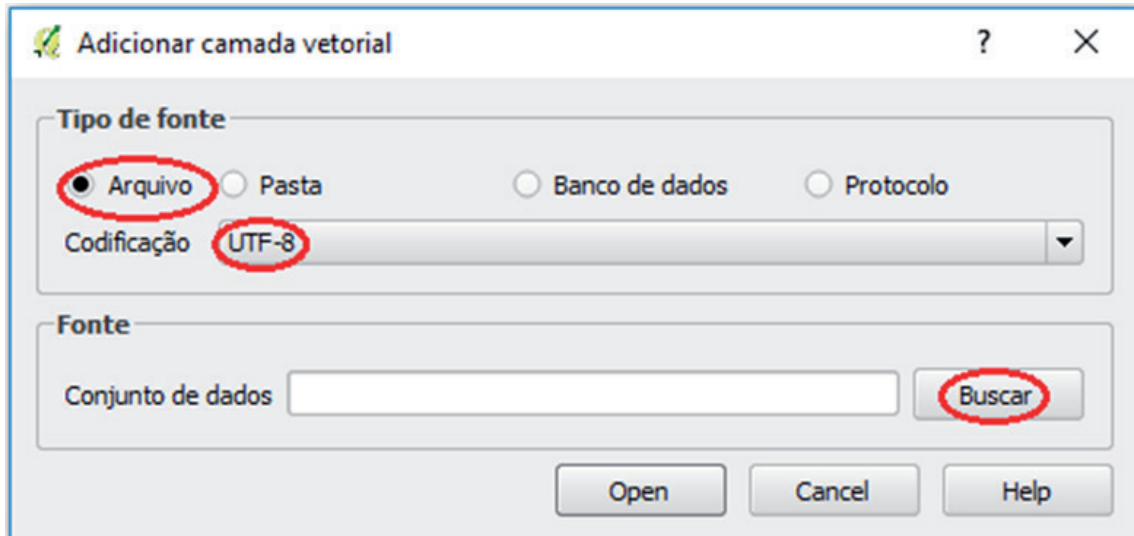 Adicionar camada vetorial ?
Tipo de fonte
Arquivo Pasta Banco de dados Protocolo
Codificação UTF-8
Fonte
Conjunto de dados Buscar
Open Cancel Help